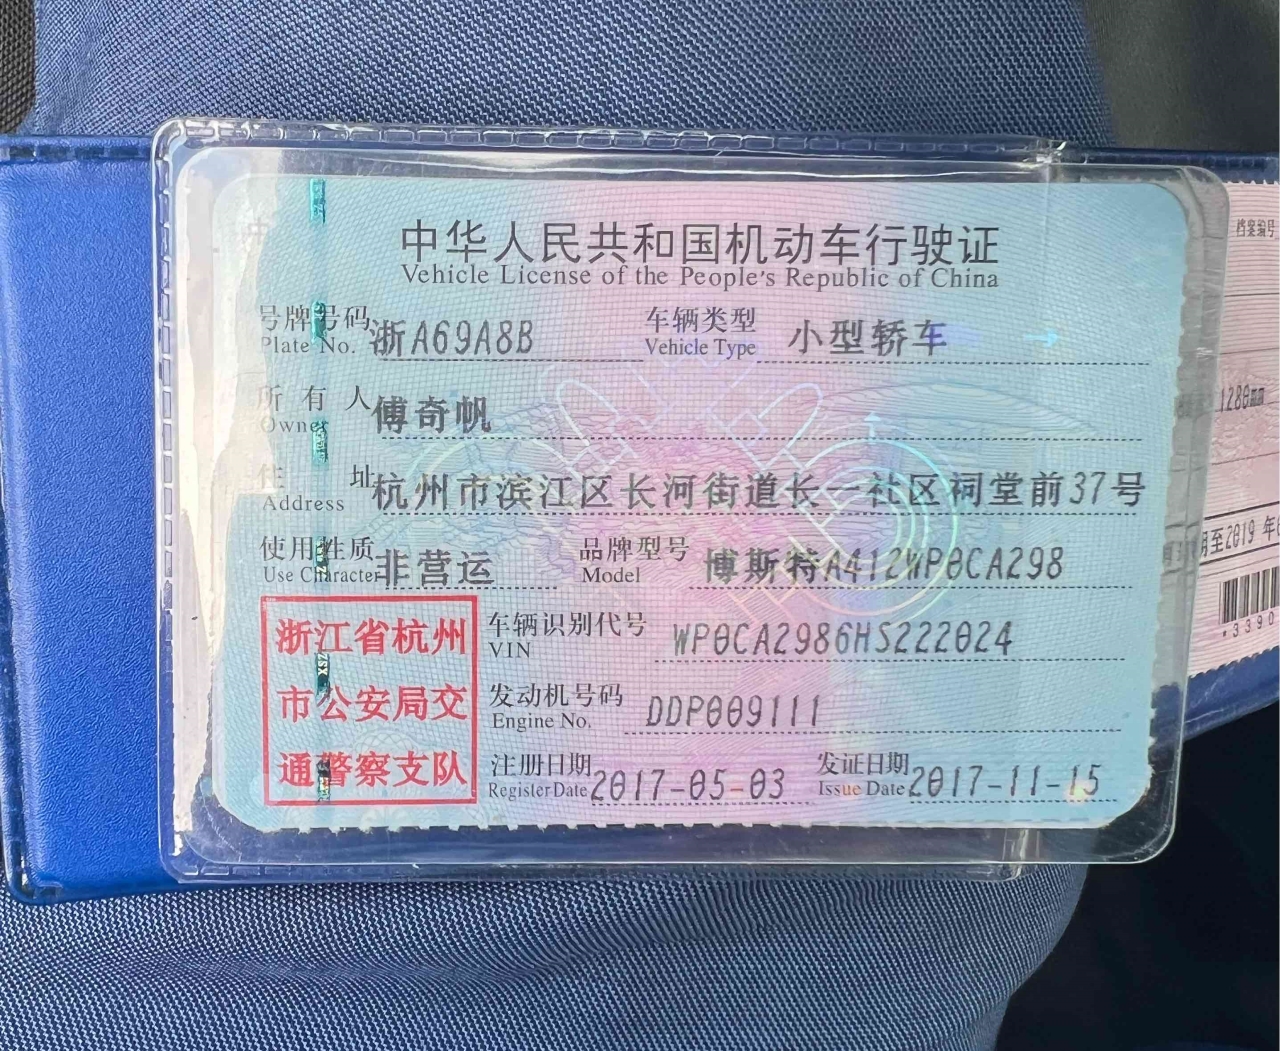 中华人民共和国机动车行驶证
Vehicle License of the People's Republic of China
号牌号码 浙A69A8B 车辆类型 小型轿车
Plate No. Vehicle Type
所有人 傅奇帆
Owner
住址 杭州市滨江区长河街道长一社区祠堂前37号
Address
使用性质 非营运 品牌型号 博斯特A412WP0CA298
Use Character Model
浙江省杭州
市公安局交
通警察支队
车辆识别代号 WP0CA2986HS222024
VIN
发动机号码 DDP009111
Engine No.
注册日期 2017-05-03 发证日期 2017-11-15
Register Date Issue Date
档案编号
1280mm
月至2019 年
*3390